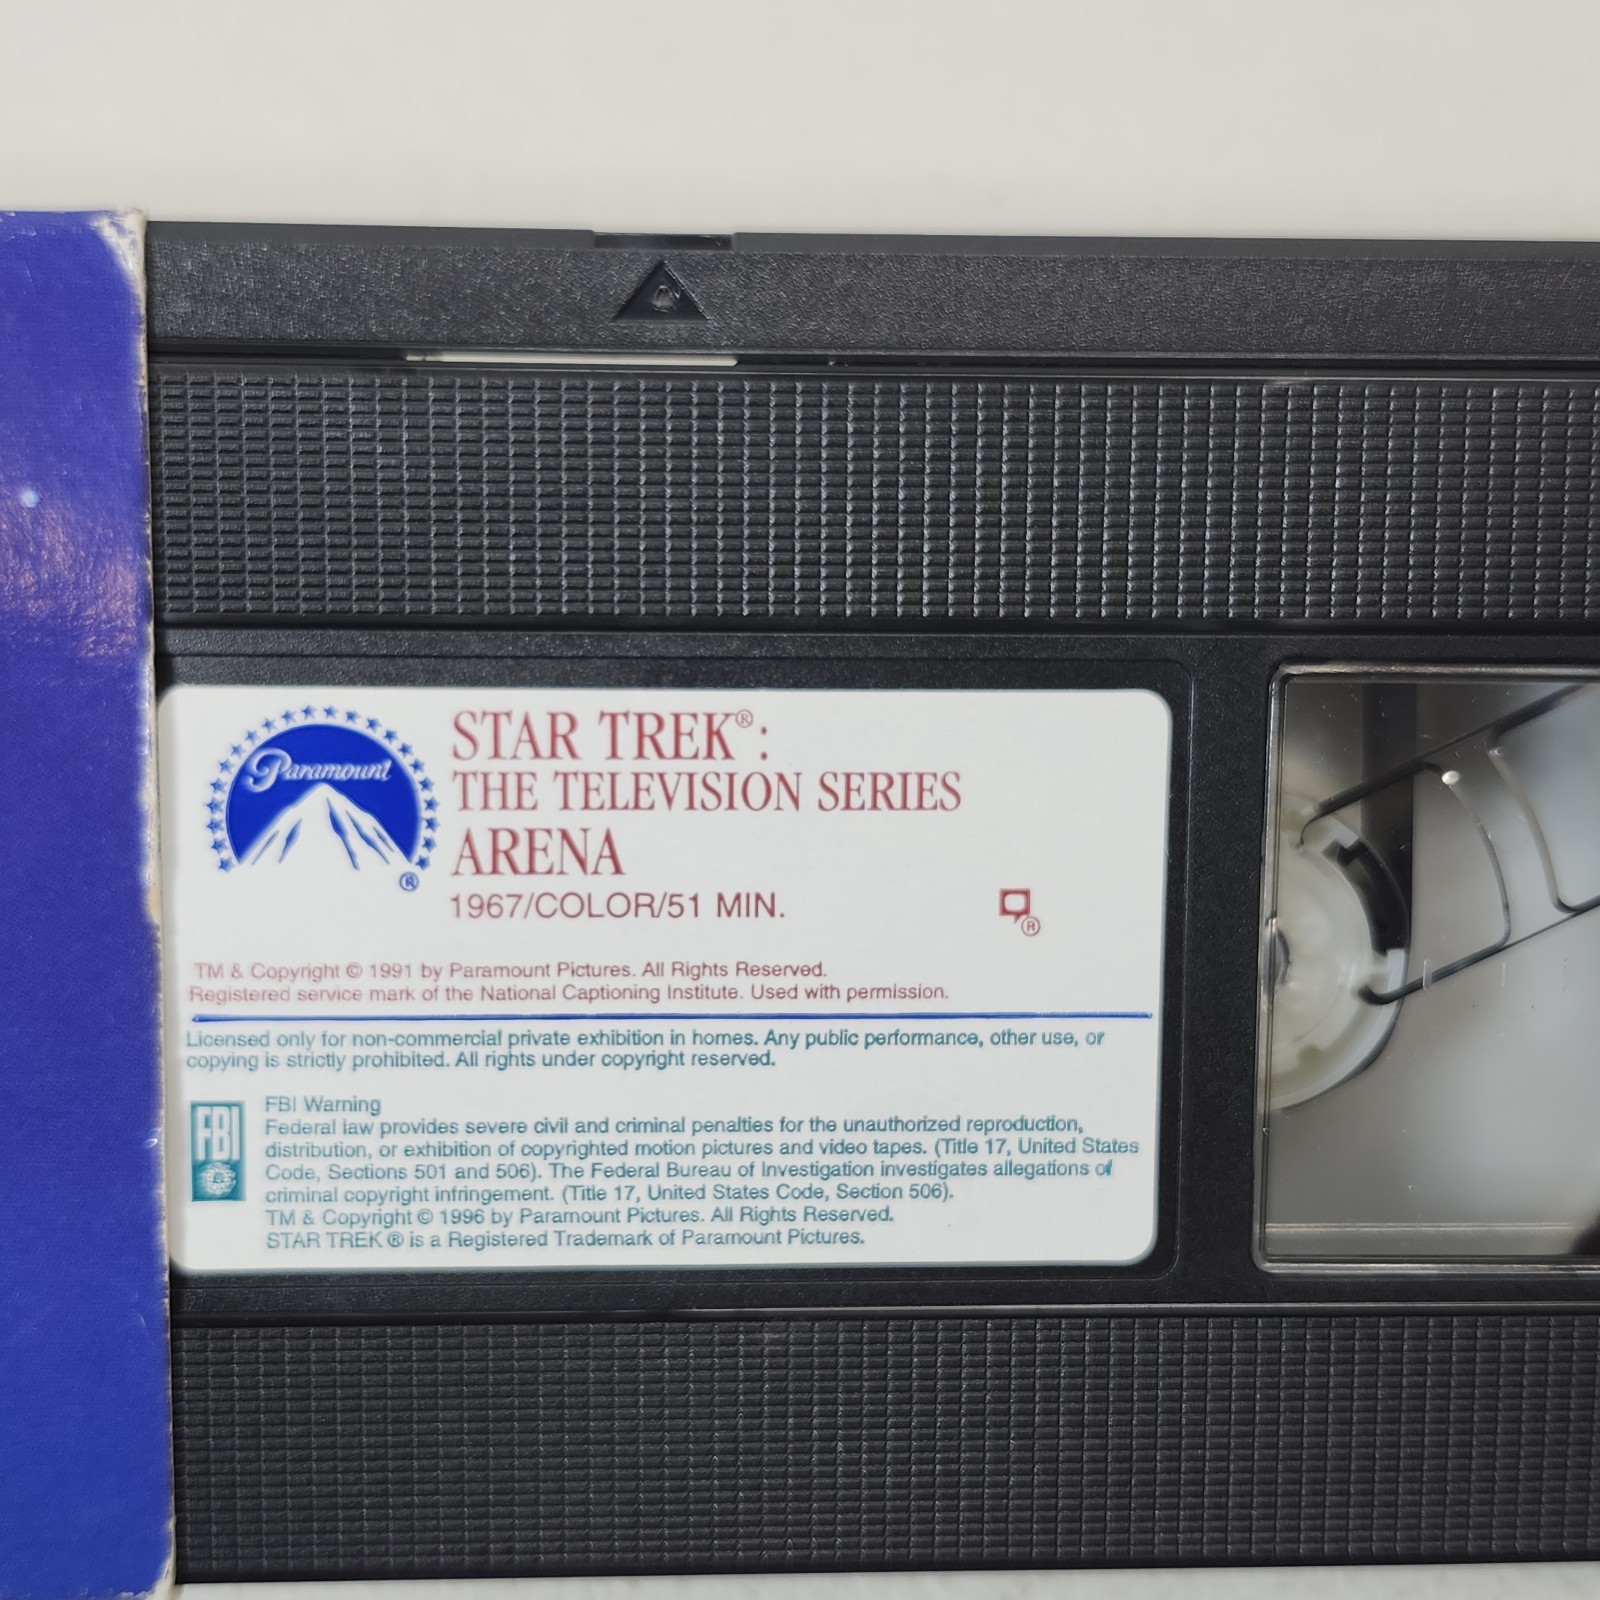 Paramount
®
STAR TREK®:
THE TELEVISION SERIES
ARENA
1967/COLOR/51 MIN.
®
TM & Copyright © 1991 by Paramount Pictures. All Rights Reserved.
Registered service mark of the National Captioning Institute. Used with permission.
Licensed only for non-commercial private exhibition in homes. Any public performance, other use, or
copying is strictly prohibited. All rights under copyright reserved.
FBI
FBI Warning
Federal law provides severe civil and criminal penalties for the unauthorized reproduction,
distribution, or exhibition of copyrighted motion pictures and video tapes. (Title 17, United States
Code, Sections 501 and 506). The Federal Bureau of Investigation investigates allegations of
criminal copyright infringement. (Title 17, United States Code, Section 506).
TM & Copyright © 1996 by Paramount Pictures. All Rights Reserved.
STAR TREK ® is a Registered Trademark of Paramount Pictures.